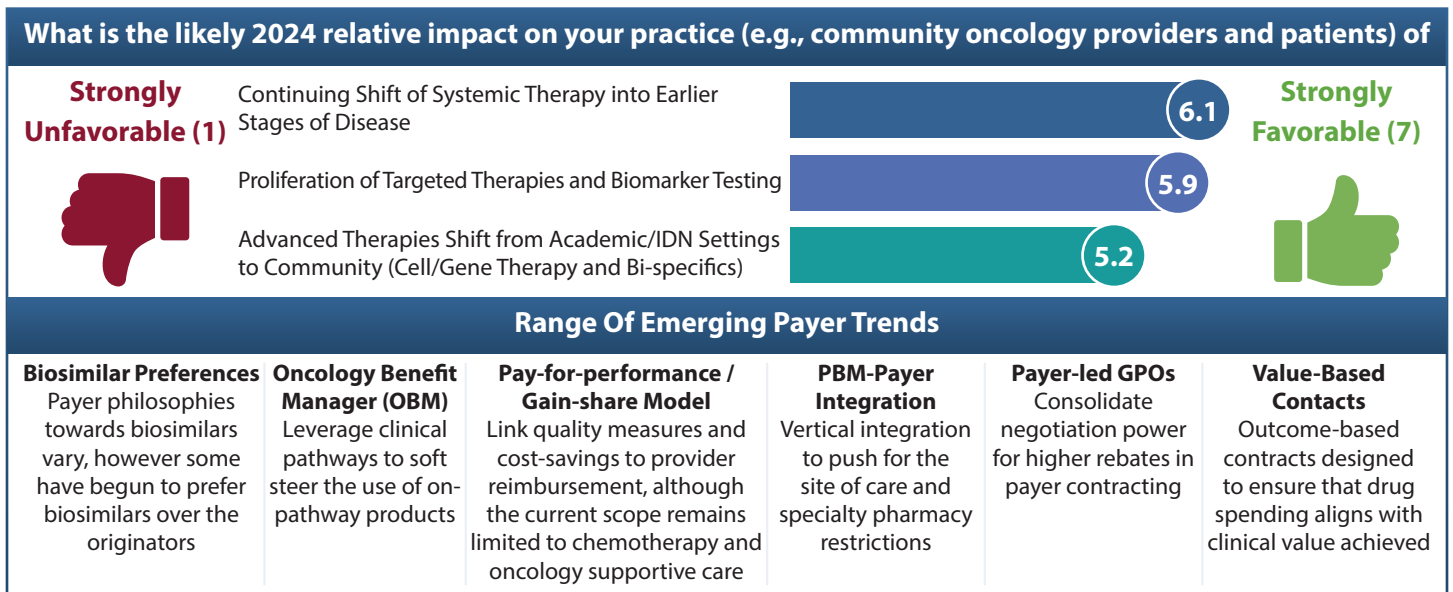 What is the likely 2024 relative impact on your practice (e.g., community oncology providers and patients) of
Strongly
Unfavorable (1)
Continuing Shift of Systemic Therapy into Earlier
Stages of Disease
6.1
Strongly
Favorable (7)
Proliferation of Targeted Therapies and Biomarker Testing
5.9
Advanced Therapies Shift from Academic/IDN Settings
to Community (Cell/Gene Therapy and Bi-specifics)
5.2
Range Of Emerging Payer Trends
Biosimilar Preferences
Payer philosophies
towards biosimilars
vary, however some
have begun to prefer
biosimilars over the
originators
Oncology Benefit
Manager (OBM)
Leverage clinical
pathways to soft
steer the use of on-
pathway products
Pay-for-performance /
Gain-share Model
Link quality measures and
cost-savings to provider
reimbursement, although
the current scope remains
limited to chemotherapy and
oncology supportive care
PBM-Payer
Integration
Vertical integration
to push for the
site of care and
specialty pharmacy
restrictions
Payer-led GPOs
Consolidate
negotiation power
for higher rebates in
payer contracting
Value-Based
Contacts
Outcome-based
contracts designed
to ensure that drug
spending aligns with
clinical value achieved